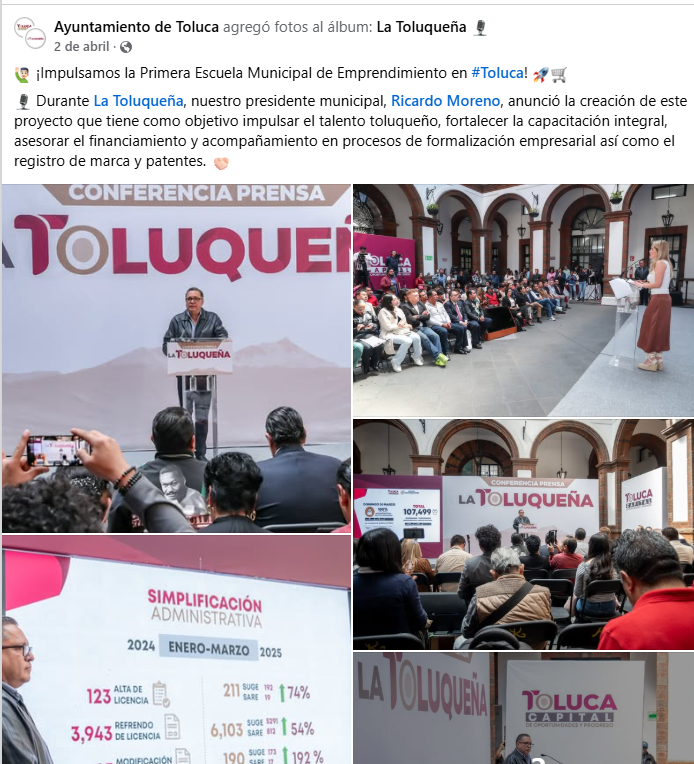 Ayuntamiento de Toluca agregó fotos al álbum: La Toluqueña 🎙️
2 de abril ·
🙋🏻‍♂️ ¡Impulsamos la Primera Escuela Municipal de Emprendimiento en #Toluca! 🚀🛒
🎙️ Durante La Toluqueña, nuestro presidente municipal, Ricardo Moreno, anunció la creación de este
proyecto que tiene como objetivo impulsar el talento toluqueño, fortalecer la capacitación integral,
asesorar el financiamiento y acompañamiento en procesos de formalización empresarial así como el
registro de marca y patentes. 🤝🏻
CONFERENCIA PRENSA
A TOLUQUEÑ
LA TOLUQUEÑA
TOLUCA
CAPITAL
CONFERENCIA PRENSA
LA TOLUQUEÑA
TOTAL
100%
107,499
TOLUCA
SIMPLIFICACIÓN
ADMINISTRATIVA
2024 ENERO-MARZO 2025
123 ALTA DE
LICENCIA
211 SUGE 192
SARE 19
74%
3,943 REFRENDO
DE LICENCIA
6,103 SUGE 5291
SARE 812
54%
MODIFICACIÓN
190 SUGE 173
SARE 17
192 %
LA TOLUQUEÑA
TOLUCA
CAPITAL
DE OPORTUNIDADES Y PROGRESO